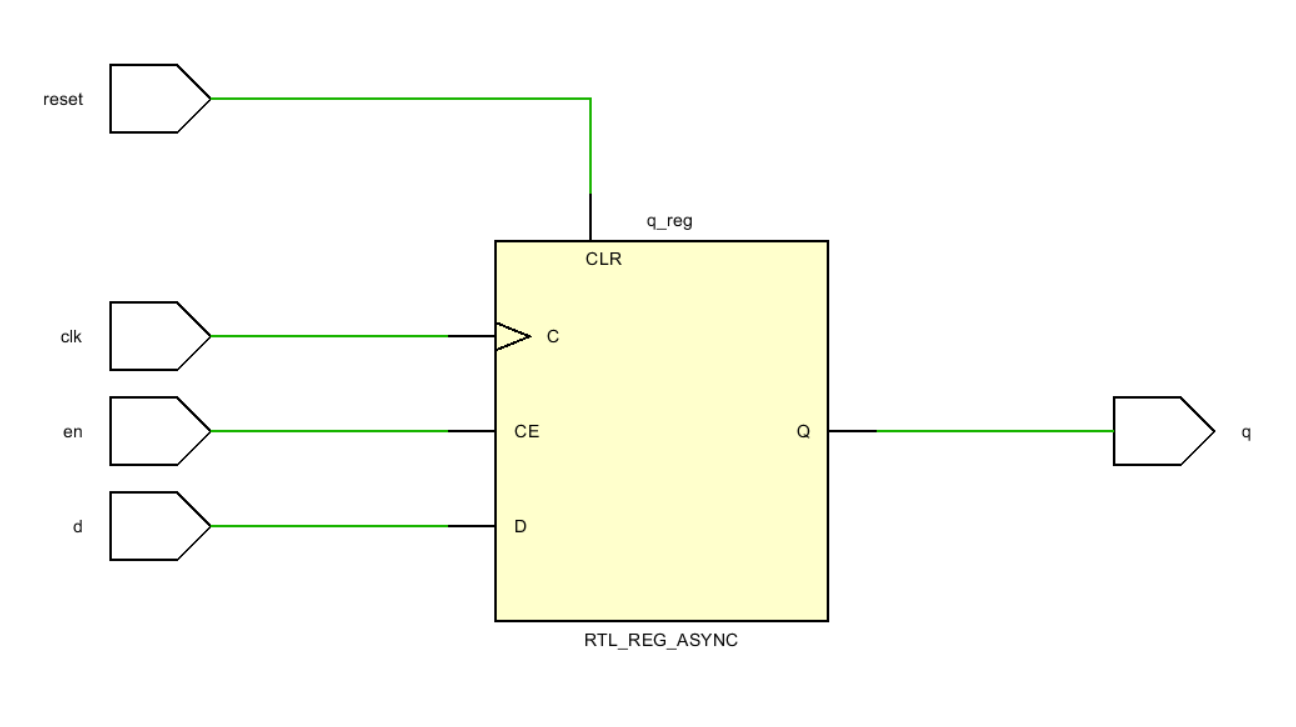 reset
q_reg
CLR
clk
C
en
CE
Q
q
d
D
RTL_REG_ASYNC